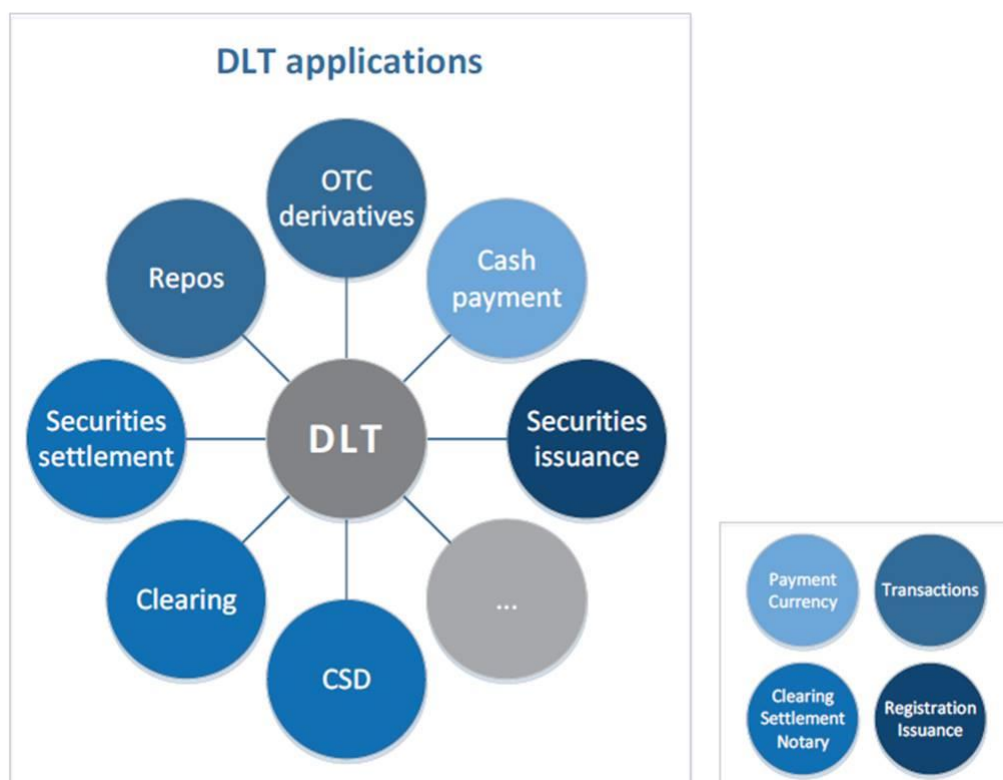 DLT applications
OTC
derivatives
Cash
payment
Repos
Securities
settlement
DLT
Securities
issuance
Clearing
...
CSD
Payment
Currency
Transactions
Clearing
Settlement
Notary
Registration
Issuance